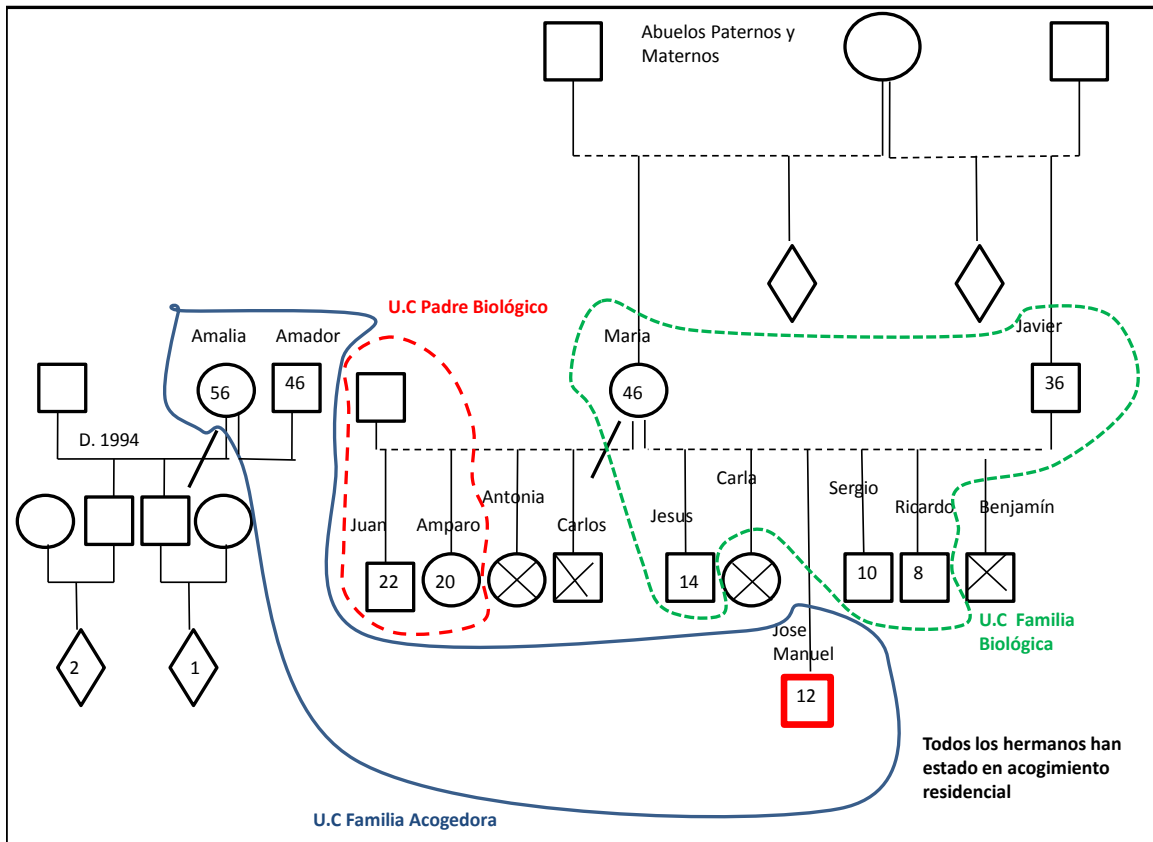 Abuelos Paternos y
Maternos
U.C Padre Biológico
Amalia
Amador
Maria
Javier
56
46
46
36
D. 1994
Carla
Sergio
Antonia
Ricardo
Benjamín
Juan
Amparo
Carlos
Jesus
22
20
14
10
8
U.C  Familia
Biológica
Jose
Manuel
2
1
12
Todos los hermanos han
estado en acogimiento
residencial
U.C Familia Acogedora